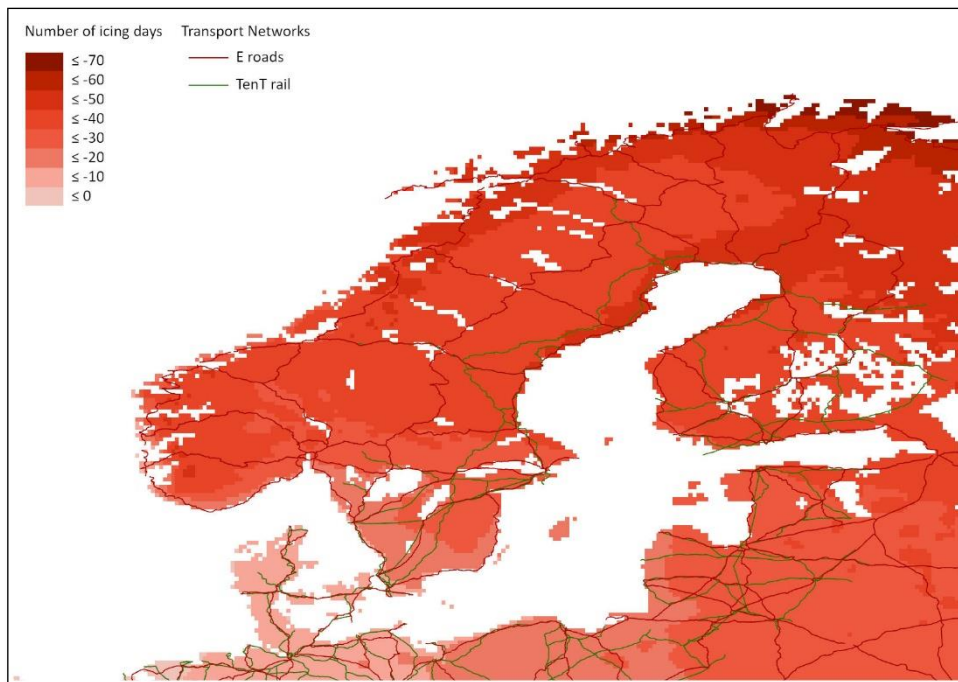 Number of icing days
≤ -70
≤ -60
≤ -50
≤ -40
≤ -30
≤ -20
≤ -10
≤ 0
Transport Networks
E roads
TenT rail